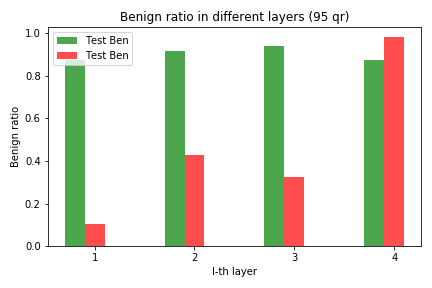 Benign ratio in different layers (95 qr)
Test Ben
Test Ben
Benign ratio
1.0
0.8
0.6
0.4
0.2
0.0
1 2 3 4
l-th layer